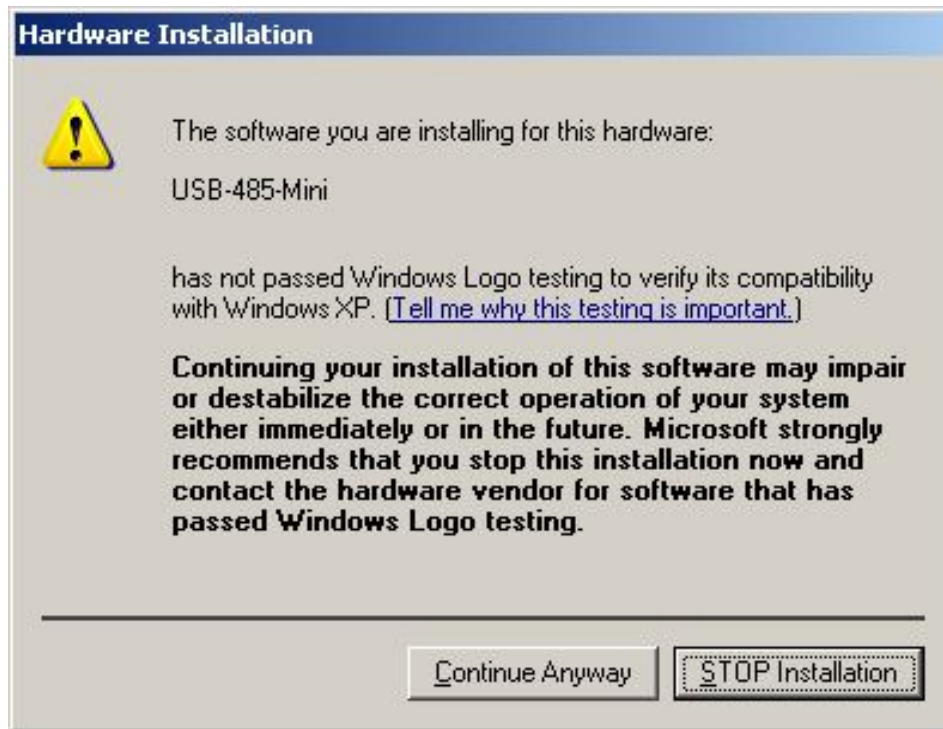 Hardware Installation
The software you are installing for this hardware:
USB-485-Mini
has not passed Windows Logo testing to verify its compatibility
with Windows XP. (Tell me why this testing is important.)
Continuing your installation of this software may impair
or destabilize the correct operation of your system
either immediately or in the future. Microsoft strongly
recommends that you stop this installation now and
contact the hardware vendor for software that has
passed Windows Logo testing.
Continue Anyway STOP Installation